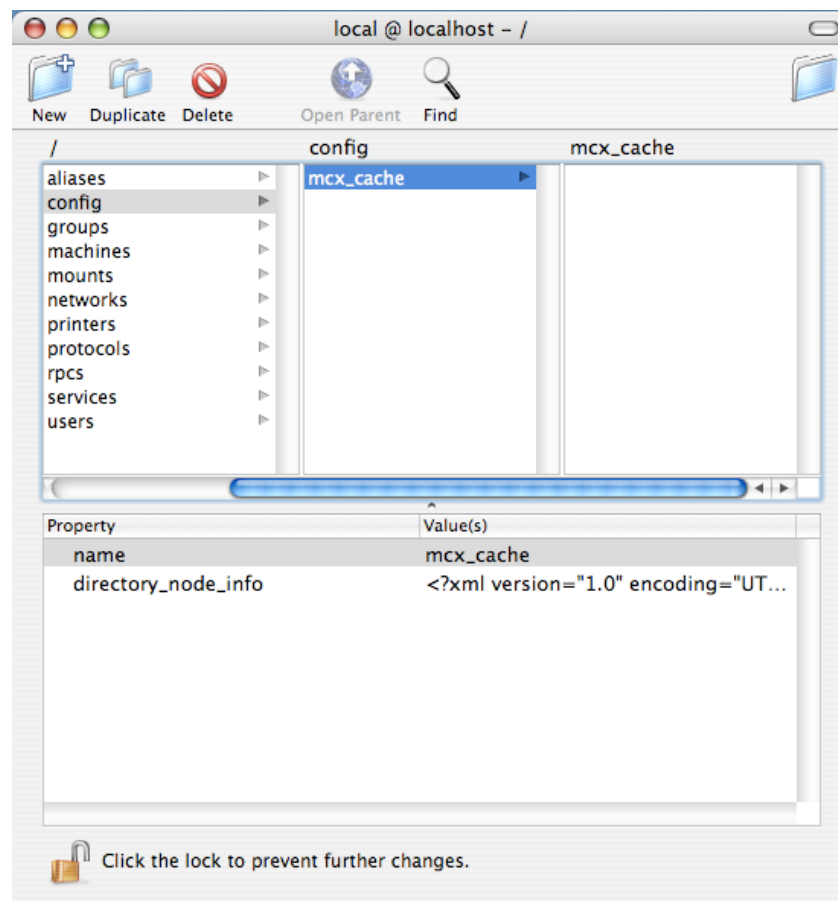 local @ localhost – /
New Duplicate Delete Open Parent Find
/ config mcx_cache
aliases mcx_cache
config
groups
machines
mounts
networks
printers
protocols
rpcs
services
users
Property Value(s)
name mcx_cache
directory_node_info <?xml version="1.0" encoding="UT...
Click the lock to prevent further changes.